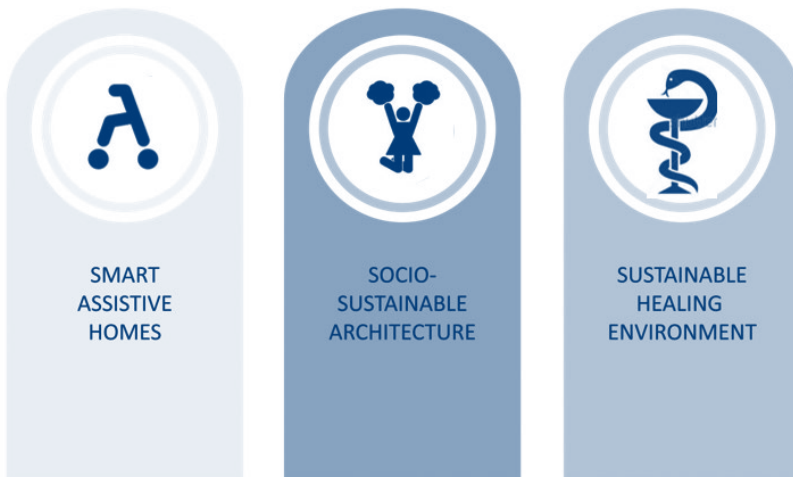 SMART
ASSISTIVE
HOMES
SOCIO-
SUSTAINABLE
ARCHITECTURE
SUSTAINABLE
HEALING
ENVIRONMENT